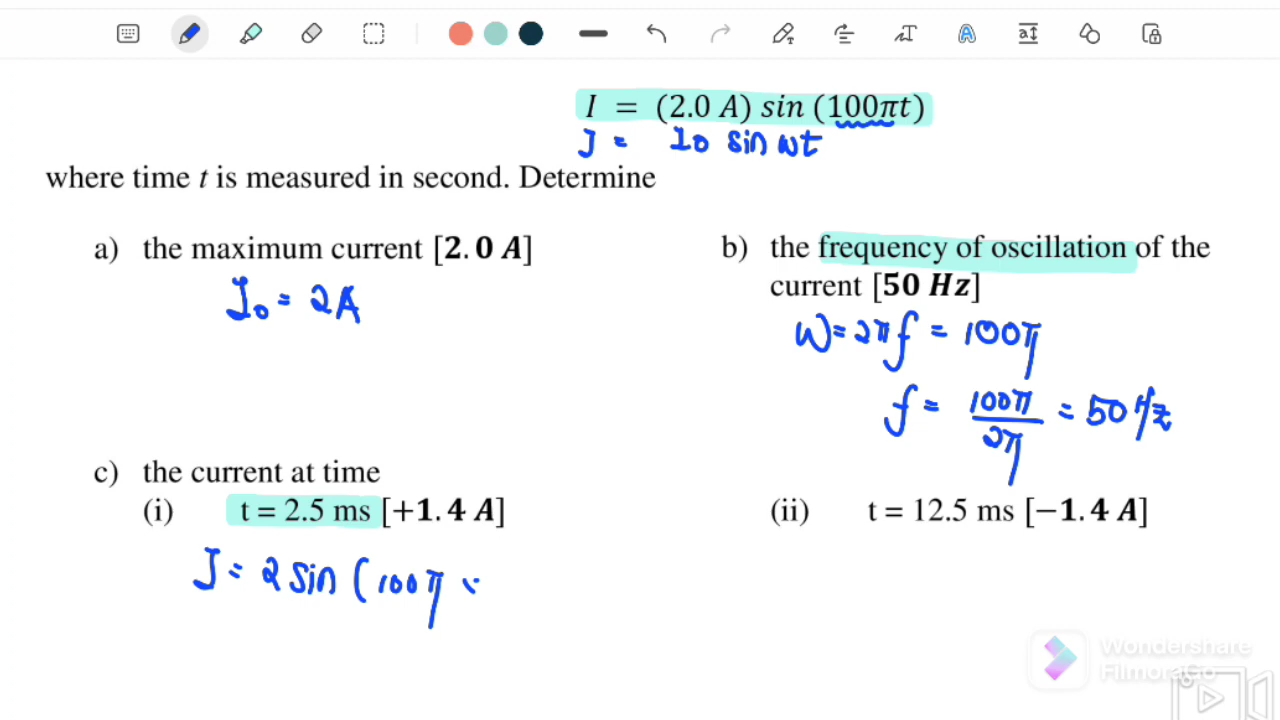 I = (2.0 A) sin (100πt)
I = I0 sin ωt
where time t is measured in second. Determine
a) the maximum current [2.0 A]
I₀ = 2A
b) the frequency of oscillation of the
current [50 Hz]
ω = 2πf = 100π
f = 100π/2π = 50 Hz
c) the current at time
(i) t = 2.5 ms [+1.4 A]
I = 2 sin (100π
(ii) t = 12.5 ms [−1.4 A]
Wondershare
FilmoraGo